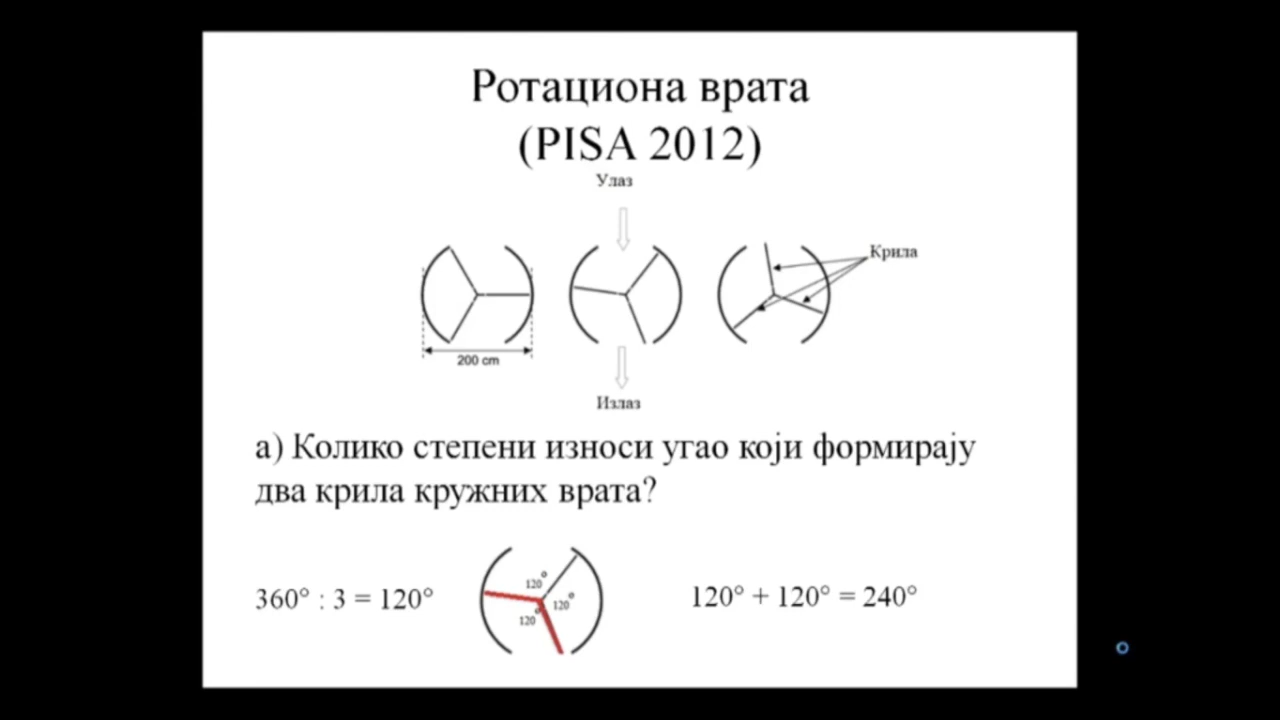 Ротациона врата
(PISA 2012)
Улаз
Крила
200 cm
Излаз
а) Колико степени износи угао који формирају
два крила кружних врата?
360° : 3 = 120°
120°
120°
120°
120° + 120° = 240°